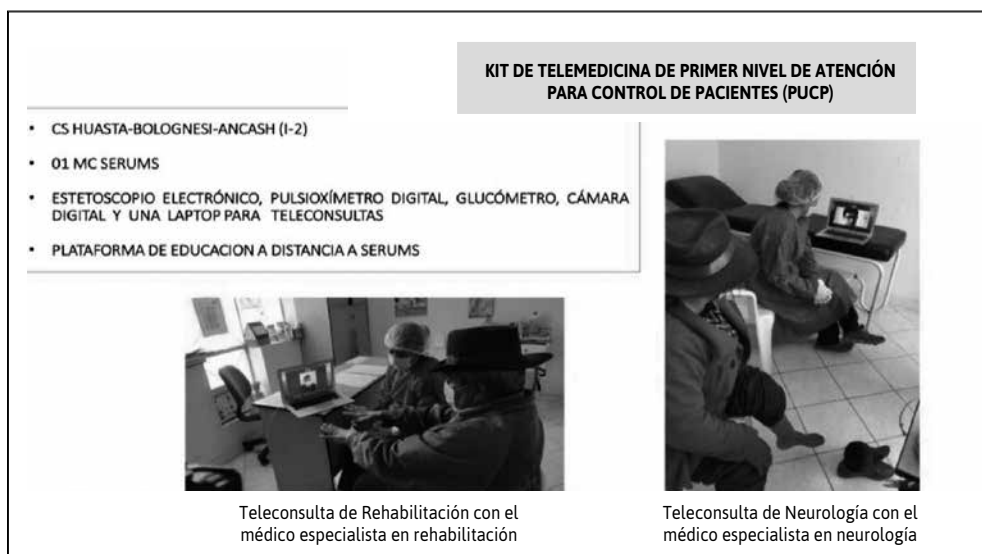 KIT DE TELEMEDICINA DE PRIMER NIVEL DE ATENCIÓN
PARA CONTROL DE PACIENTES (PUCP)
• CS HUASTA-BOLOGNESI-ANCASH (I-2)
• 01 MC SERUMS
• ESTETOSCOPIO ELECTRÓNICO, PULSIOXÍMETRO DIGITAL, GLUCÓMETRO, CÁMARA
DIGITAL Y UNA LAPTOP PARA TELECONSULTAS
• PLATAFORMA DE EDUCACION A DISTANCIA A SERUMS
Teleconsulta de Rehabilitación con el
médico especialista en rehabilitación
Teleconsulta de Neurología con el
médico especialista en neurología